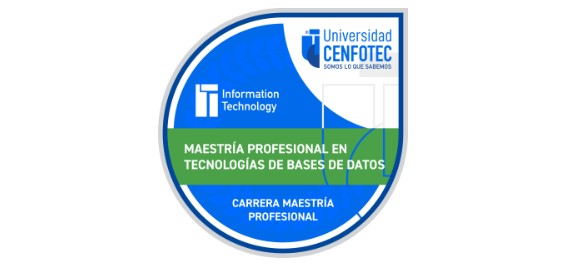 Universidad
CENFOTEC
SOMOS LO QUE SABEMOS
Information
Technology
MAESTRÍA PROFESIONAL EN
TECNOLOGÍAS DE BASES DE DATOS
CARRERA MAESTRÍA
PROFESIONAL